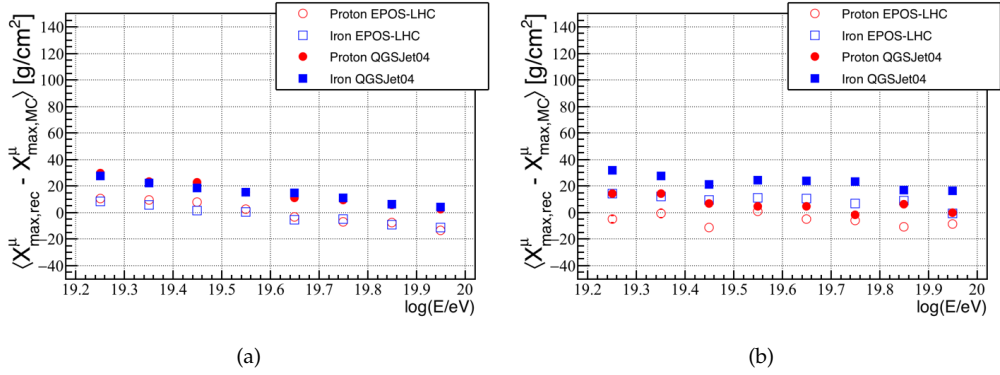 Proton EPOS-LHC
Iron EPOS-LHC
Proton QGSJet04
Iron QGSJet04
⟨X^μ_max,rec - X^μ_max,MC⟩ [g/cm²]
140
120
100
80
60
40
20
0
−20
−40
19.2 19.3 19.4 19.5 19.6 19.7 19.8 19.9 20
log(E/eV)
(a)
Proton EPOS-LHC
Iron EPOS-LHC
Proton QGSJet04
Iron QGSJet04
⟨X^μ_max,rec - X^μ_max,MC⟩ [g/cm²]
140
120
100
80
60
40
20
0
−20
−40
19.2 19.3 19.4 19.5 19.6 19.7 19.8 19.9 20
log(E/eV)
(b)